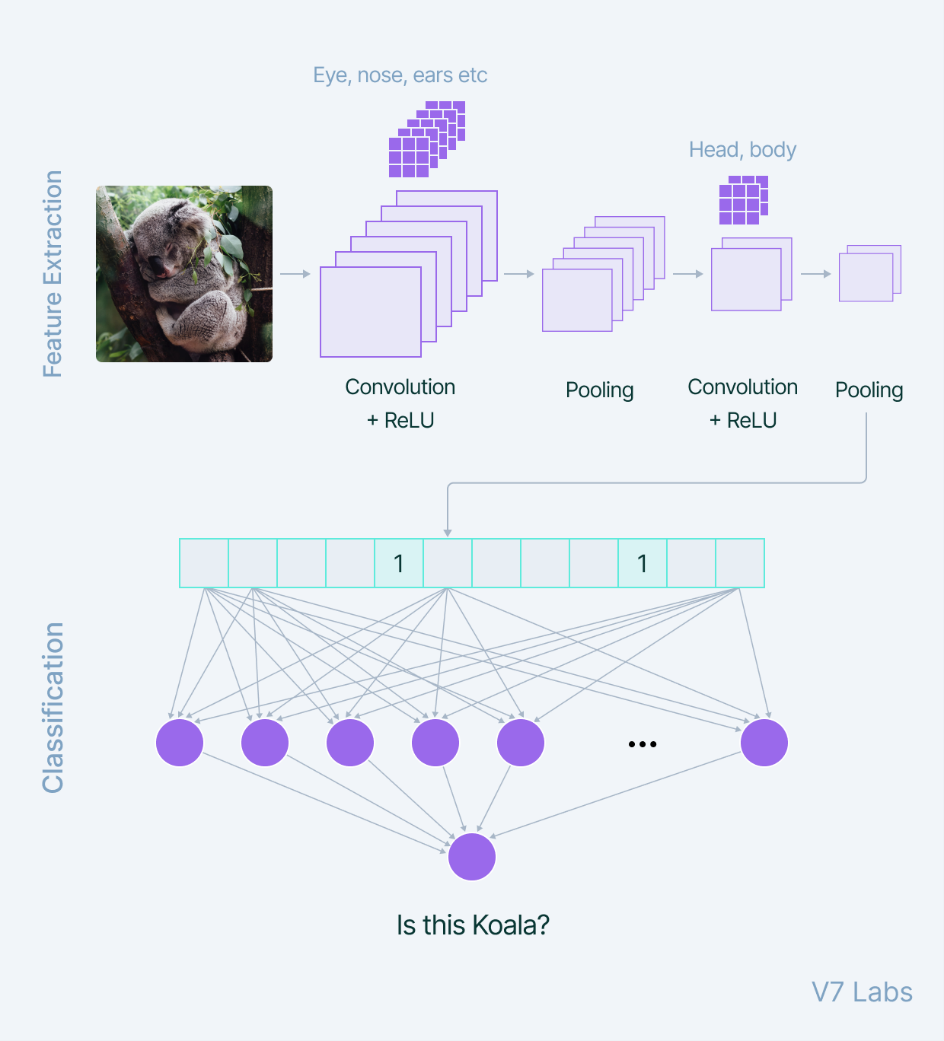 Eye, nose, ears etc
Head, body
Feature Extraction
Convolution
+ ReLU
Pooling
Convolution
+ ReLU
Pooling
1
1
Classification
...
Is this Koala?
V7 Labs